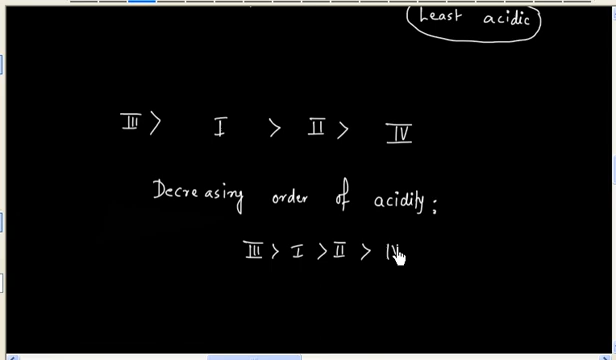 Least acidic
III > I > II > IV
Decreasing order of acidity:
III > I > II > IV